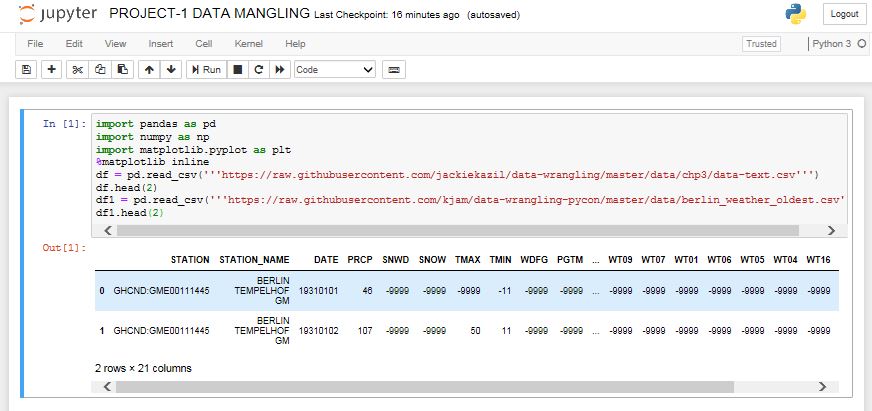 jupyter PROJECT-1 DATA MANGLING Last Checkpoint: 16 minutes ago (autosaved) Logout
File Edit View Insert Cell Kernel Help Trusted Python 3
Run Code
In [1]: import pandas as pd
import numpy as np
import matplotlib.pyplot as plt
%matplotlib inline
df = pd.read_csv('''https://raw.githubusercontent.com/jackiekazil/data-wrangling/master/data/chp3/data-text.csv''')
df.head(2)
df1 = pd.read_csv('''https://raw.githubusercontent.com/kjam/data-wrangling-pycon/master/data/berlin_weather_oldest.csv'
df1.head(2)
Out[1]:
STATION STATION_NAME DATE PRCP SNWD SNOW TMAX TMIN WDFG PGTM ... WT09 WT07 WT01 WT06 WT05 WT04 WT16
0 GHCND:GME00111445 BERLIN TEMPELHOF GM 19310101 46 -9999 -9999 -9999 -11 -9999 -9999 ... -9999 -9999 -9999 -9999 -9999 -9999 -9999
1 GHCND:GME00111445 BERLIN TEMPELHOF GM 19310102 107 -9999 -9999 50 11 -9999 -9999 ... -9999 -9999 -9999 -9999 -9999 -9999 -9999
2 rows × 21 columns